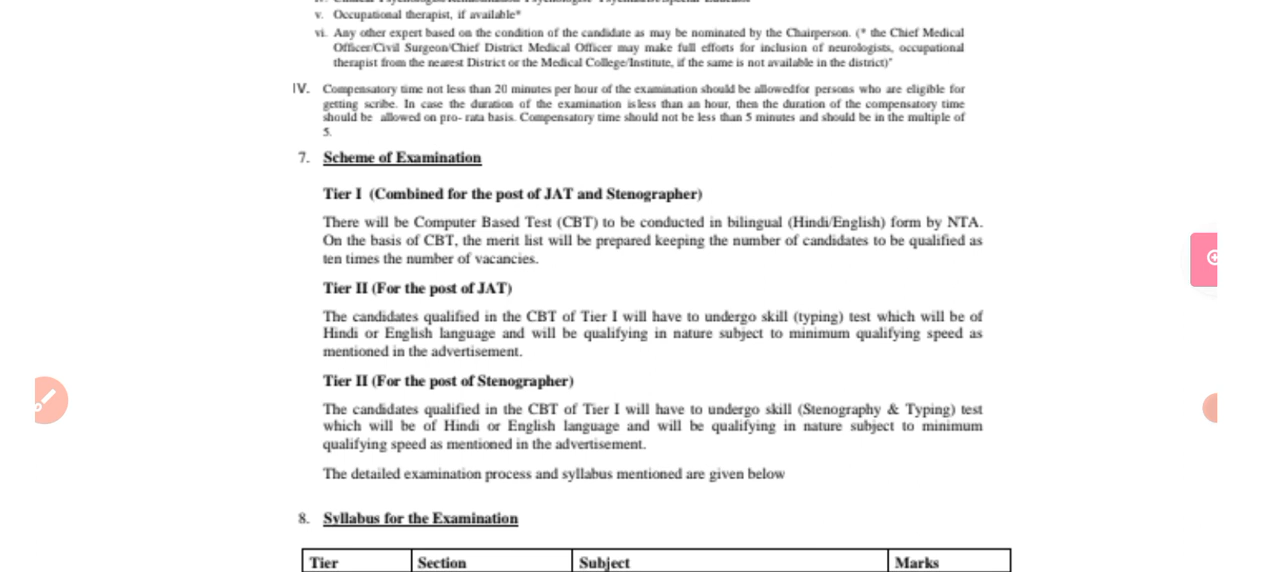 v. Occupational therapist, if available*
vi. Any other expert based on the condition of the candidate as may be nominated by the Chairperson. (* the Chief Medical
Officer/Civil Surgeon/Chief District Medical Officer may make full efforts for inclusion of neurologists, occupational
therapist from the nearest District or the Medical College/Institute, if the same is not available in the district)"
IV. Compensatory time not less than 20 minutes per hour of the examination should be allowedfor persons who are eligible for
getting scribe. In case the duration of the examination is less than an hour, then the duration of the compensatory time
should be allowed on pro- rata basis. Compensatory time should not be less than 5 minutes and should be in the multiple of
5.
7. Scheme of Examination
Tier I (Combined for the post of JAT and Stenographer)
There will be Computer Based Test (CBT) to be conducted in bilingual (Hindi/English) form by NTA.
On the basis of CBT, the merit list will be prepared keeping the number of candidates to be qualified as
ten times the number of vacancies.
Tier II (For the post of JAT)
The candidates qualified in the CBT of Tier I will have to undergo skill (typing) test which will be of
Hindi or English language and will be qualifying in nature subject to minimum qualifying speed as
mentioned in the advertisement.
Tier II (For the post of Stenographer)
The candidates qualified in the CBT of Tier I will have to undergo skill (Stenography & Typing) test
which will be of Hindi or English language and will be qualifying in nature subject to minimum
qualifying speed as mentioned in the advertisement.
The detailed examination process and syllabus mentioned are given below
8. Syllabus for the Examination
Tier Section Subject Marks